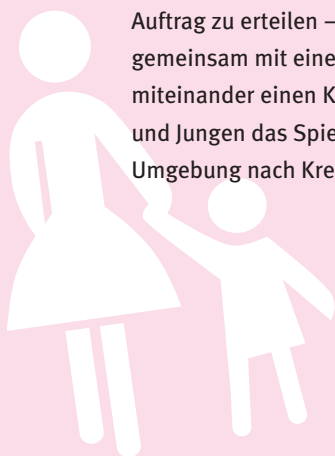 Auftrag zu erteilen –
gemeinsam mit eine
miteinander einen K
und Jungen das Spie
Umgebung nach Kre